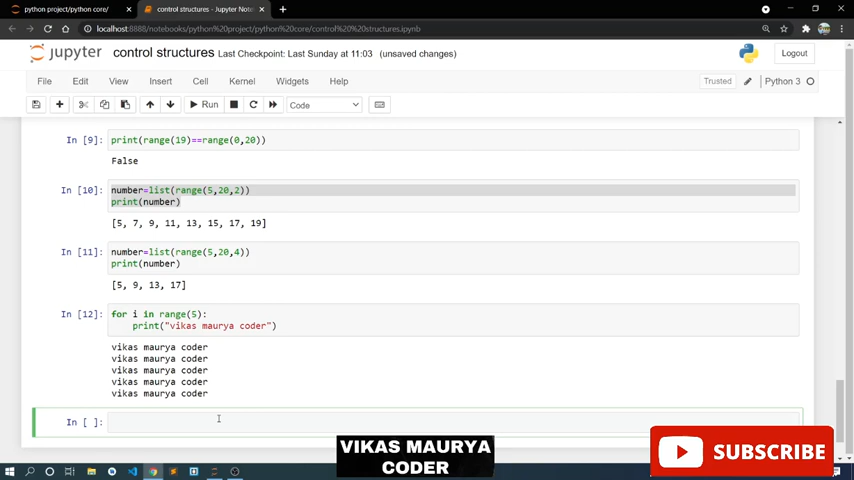 python project/python core/
control structures - Jupyter Not
localhost:8888/notebooks/python%20project/python%20core/control%20%20structures.ipynb
jupyter control structures Last Checkpoint: Last Sunday at 11:03 (unsaved changes)
Logout
File Edit View Insert Cell Kernel Widgets Help
Trusted Python 3
Run Code
In [9]: print(range(19)==range(0,20))
False
In [10]: number=list(range(5,20,2))
print(number)
[5, 7, 9, 11, 13, 15, 17, 19]
In [11]: number=list(range(5,20,4))
print(number)
[5, 9, 13, 17]
In [12]: for i in range(5):
print("vikas maurya coder")
vikas maurya coder
vikas maurya coder
vikas maurya coder
vikas maurya coder
vikas maurya coder
In [ ]:
VIKAS MAURYA
CODER
SUBSCRIBE